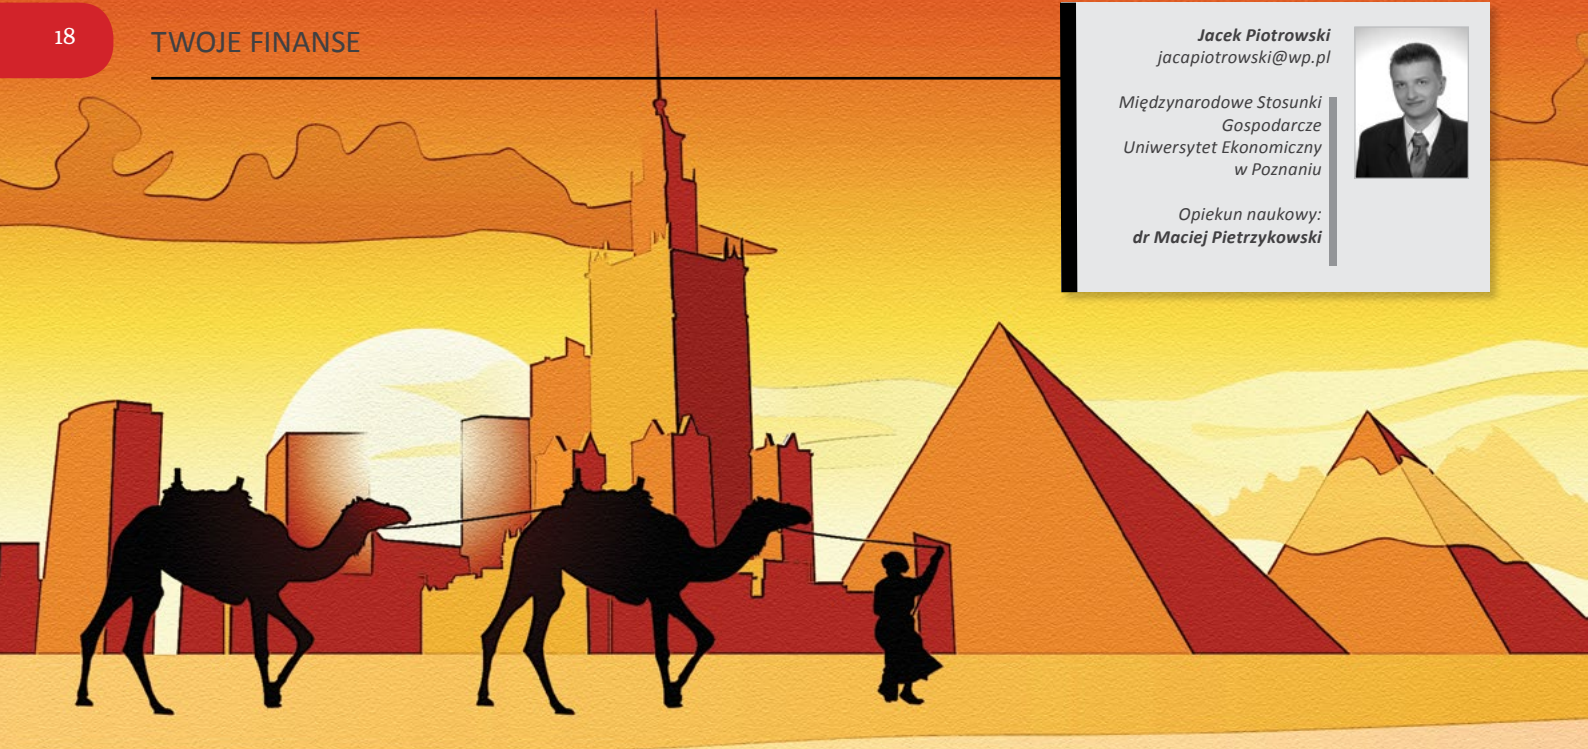 18
TWOJE FINANSE
Jacek Piotrowski
jacapiotrowski@wp.pl
Międzynarodowe Stosunki
Gospodarcze
Uniwersytet Ekonomiczny
w Poznaniu
Opiekun naukowy:
dr Maciej Pietrzykowski